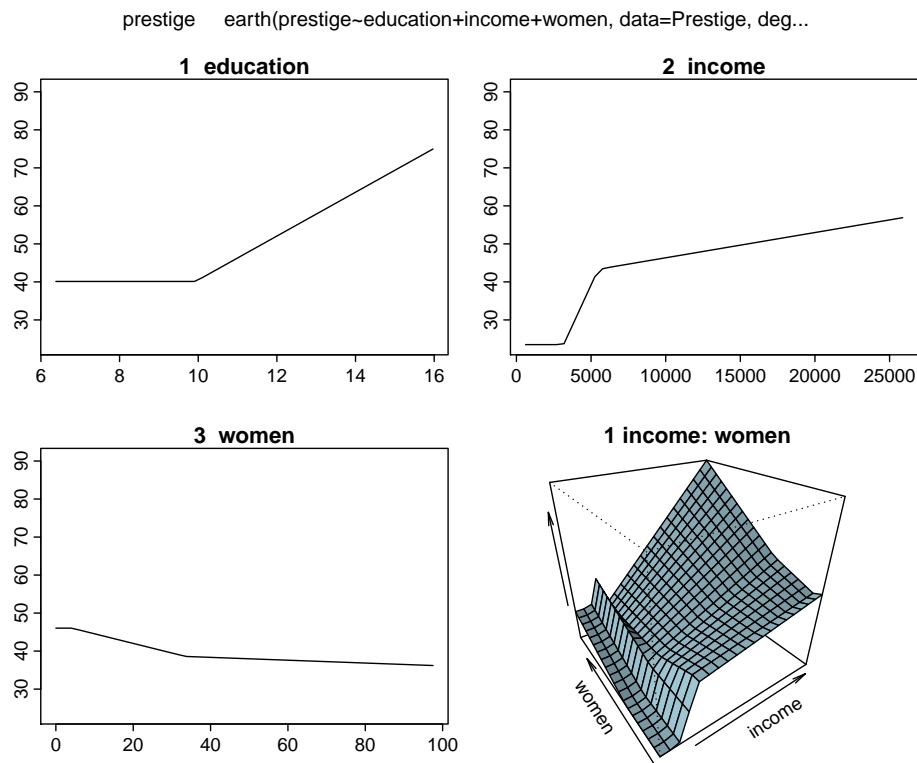 prestige earth(prestige~education+income+women, data=Prestige, deg...
1 education
2 income
90
80
70
60
50
40
30
6 8 10 12 14 16
90
80
70
60
50
40
30
0 5000 10000 15000 20000 25000
3 women
1 income: women
90
80
70
60
50
40
30
0 20 40 60 80 100
women
income